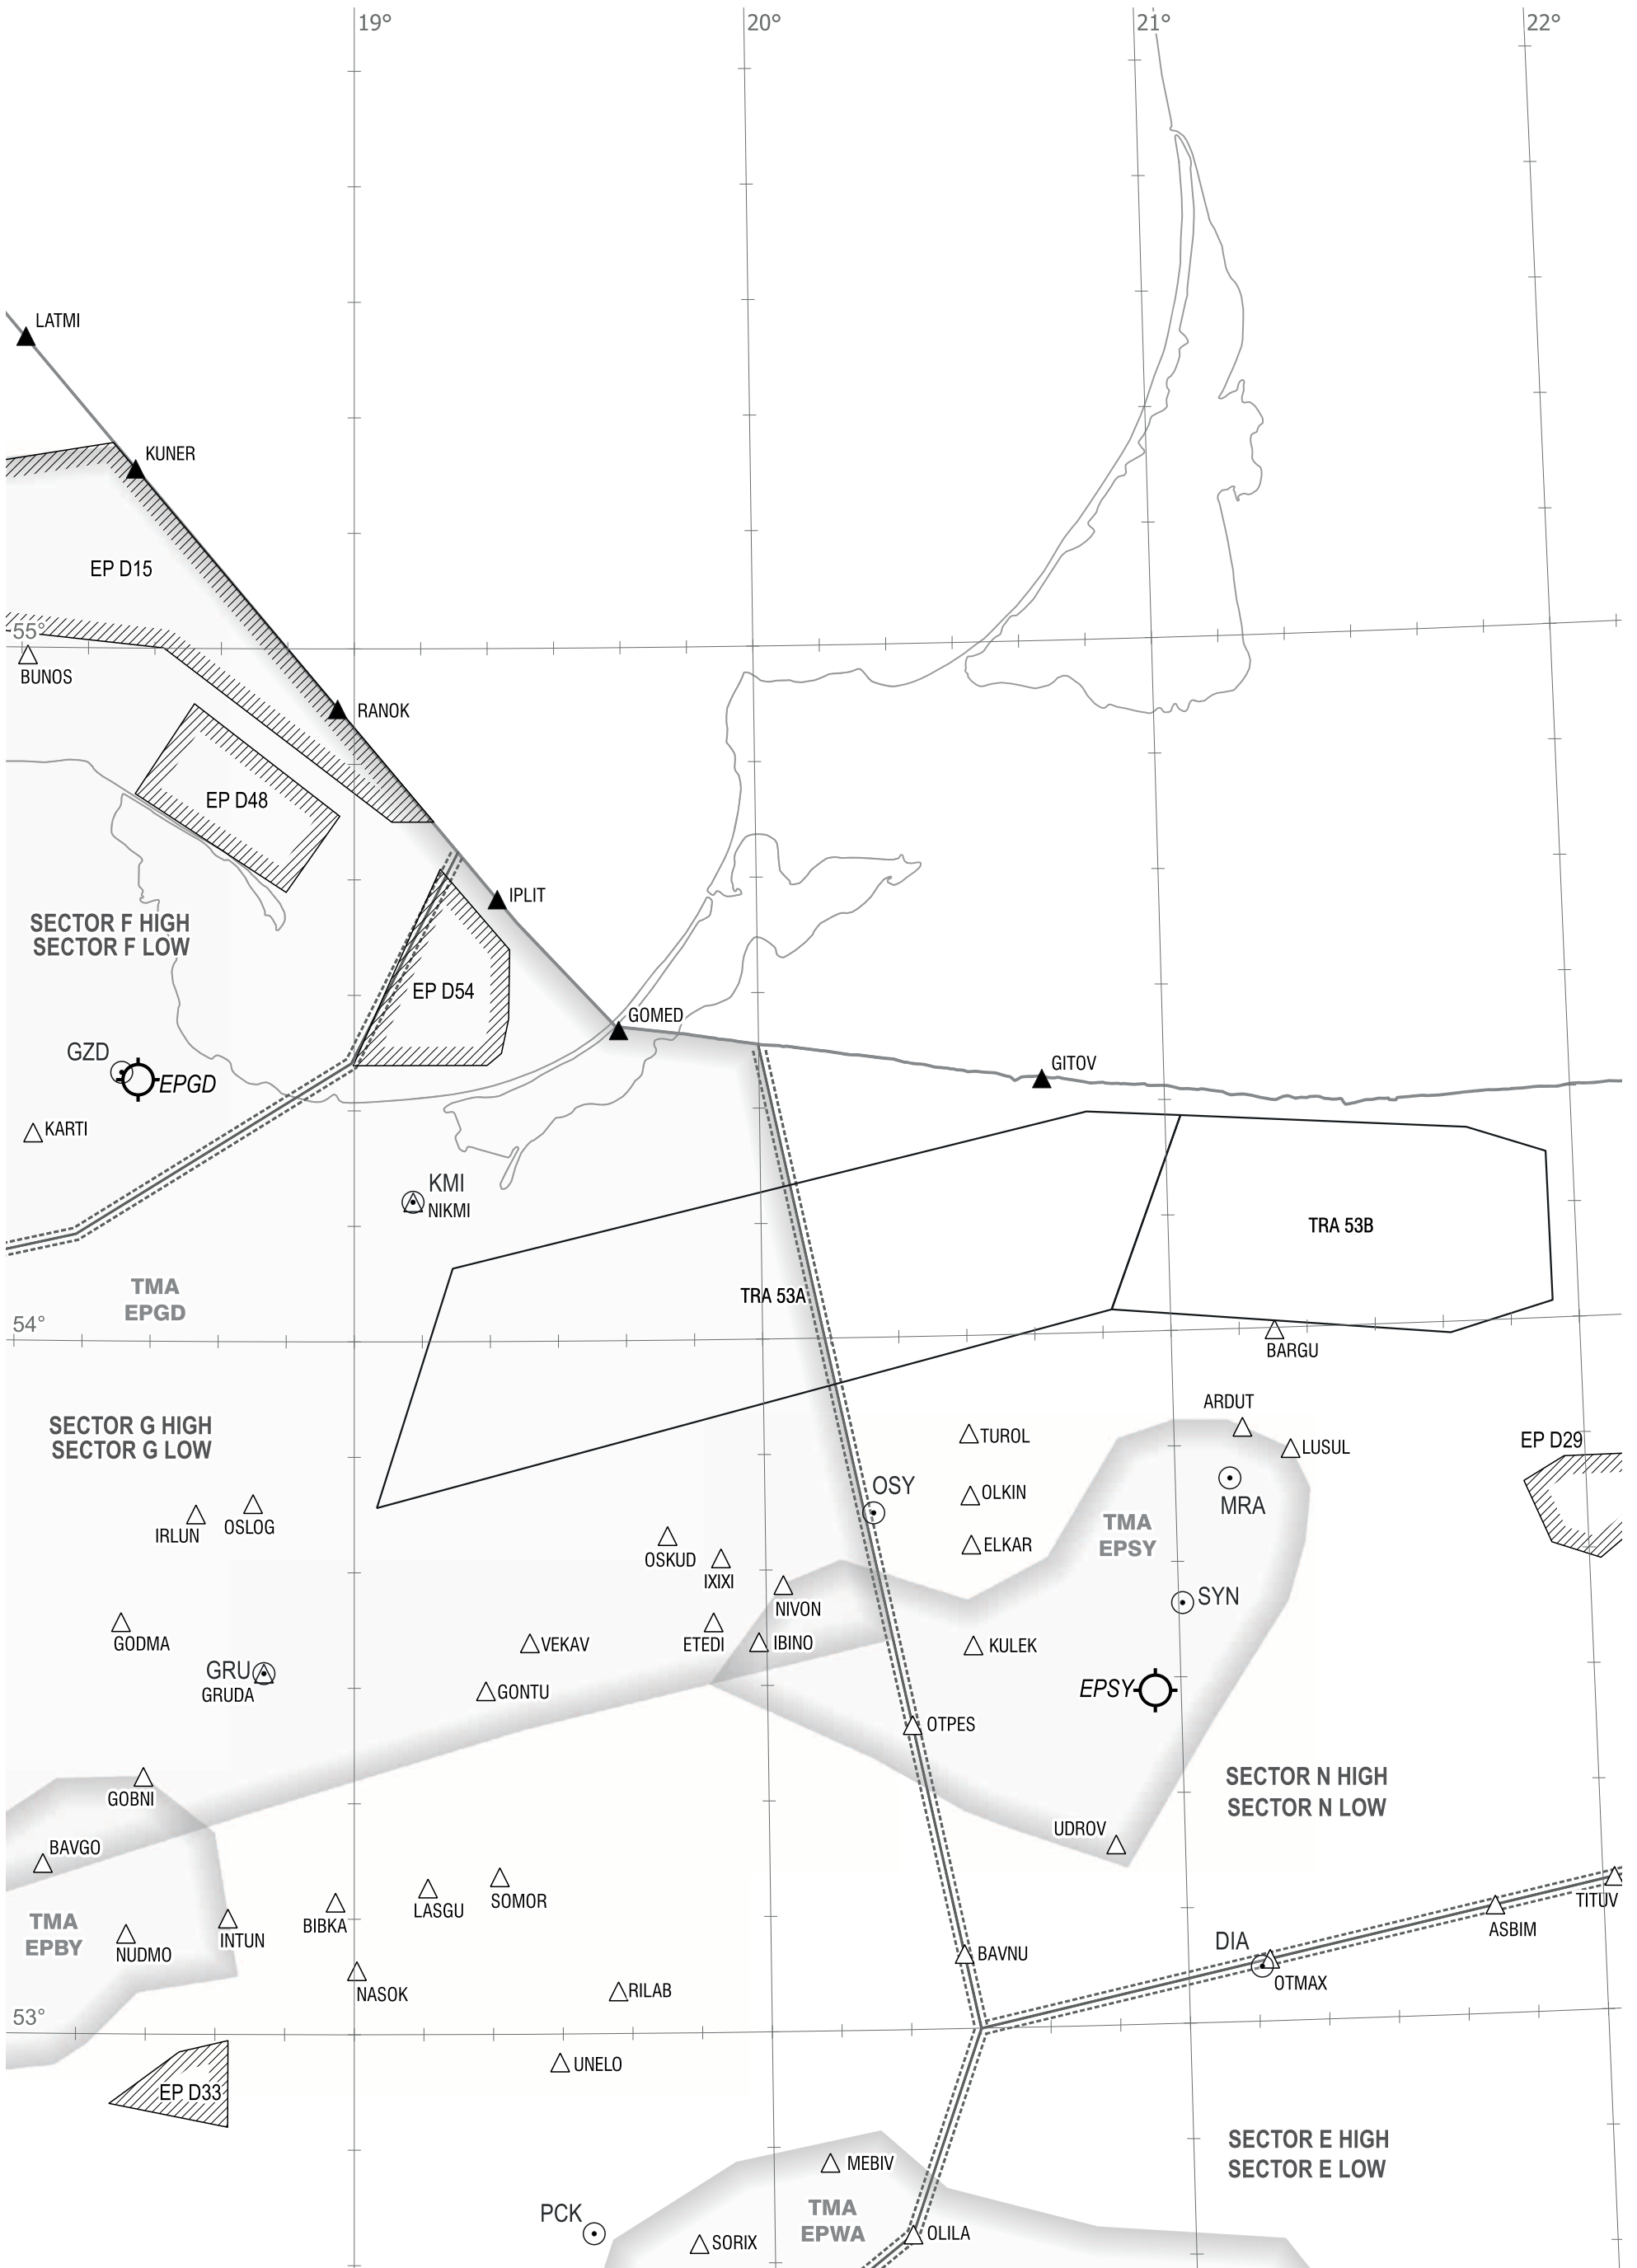 19°
20°
21°
22°
LATMI
KUNER
EP D15
55°
BUNOS
RANOK
EP D48
IPLIT
SECTOR F HIGH
SECTOR F LOW
EP D54
GOMED
GZD
EPGD
GITOV
KARTI
KMI
NIKMI
TRA 53B
TMA
EPGD
TRA 53A
54°
BARGU
SECTOR G HIGH
SECTOR G LOW
ARDUT
TUROL
LUSUL
EP D29
OSY
OLKIN
MRA
IRLUN
OSLOG
TMA
EPSY
OSKUD
ELKAR
IXIXI
SYN
NIVON
GODMA
VEKAV
ETEDI
IBINO
KULEK
GRU
GRUDA
GONTU
EPSY
OTPES
GOBNI
SECTOR N HIGH
SECTOR N LOW
UDROV
BAVGO
TITUV
SOMOR
LASGU
BIBKA
TMA
EPBY
NUDMO
INTUN
ASBIM
DIA
BAVNU
OTMAX
NASOK
RILAB
53°
UNELO
EP D33
SECTOR E HIGH
SECTOR E LOW
MEBIV
TMA
EPWA
PCK
SORIX
OLILA